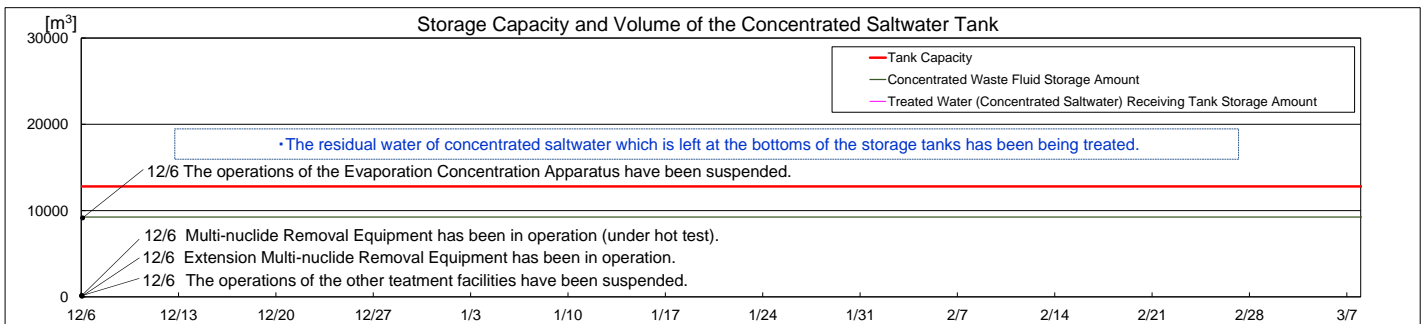 Storage Capacity and Volume of the Concentrated Saltwater Tank
[m³]
30000
20000
10000
0
Tank Capacity
Concentrated Waste Fluid Storage Amount
Treated Water (Concentrated Saltwater) Receiving Tank Storage Amount
・The residual water of concentrated saltwater which is left at the bottoms of the storage tanks has been being treated.
12/6 The operations of the Evaporation Concentration Apparatus have been suspended.
12/6 Multi-nuclide Removal Equipment has been in operation (under hot test).
12/6 Extension Multi-nuclide Removal Equipment has been in operation.
12/6 The operations of the other teatment facilities have been suspended.
12/6 12/13 12/20 12/27 1/3 1/10 1/17 1/24 1/31 2/7 2/14 2/21 2/28 3/7